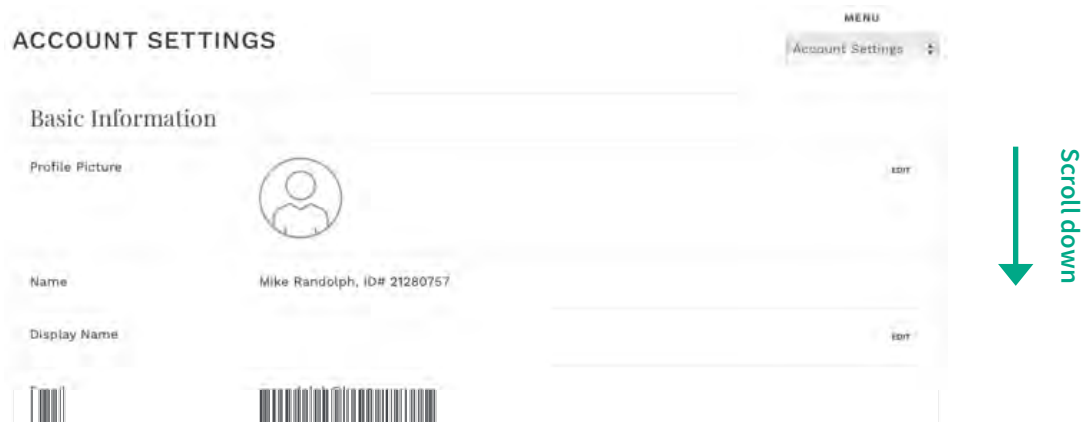 MENU
ACCOUNT SETTINGS
Account Settings
Basic Information
Profile Picture
EDIT
Name
Mike Randolph, ID# 21280757
Display Name
EDIT
Scroll down